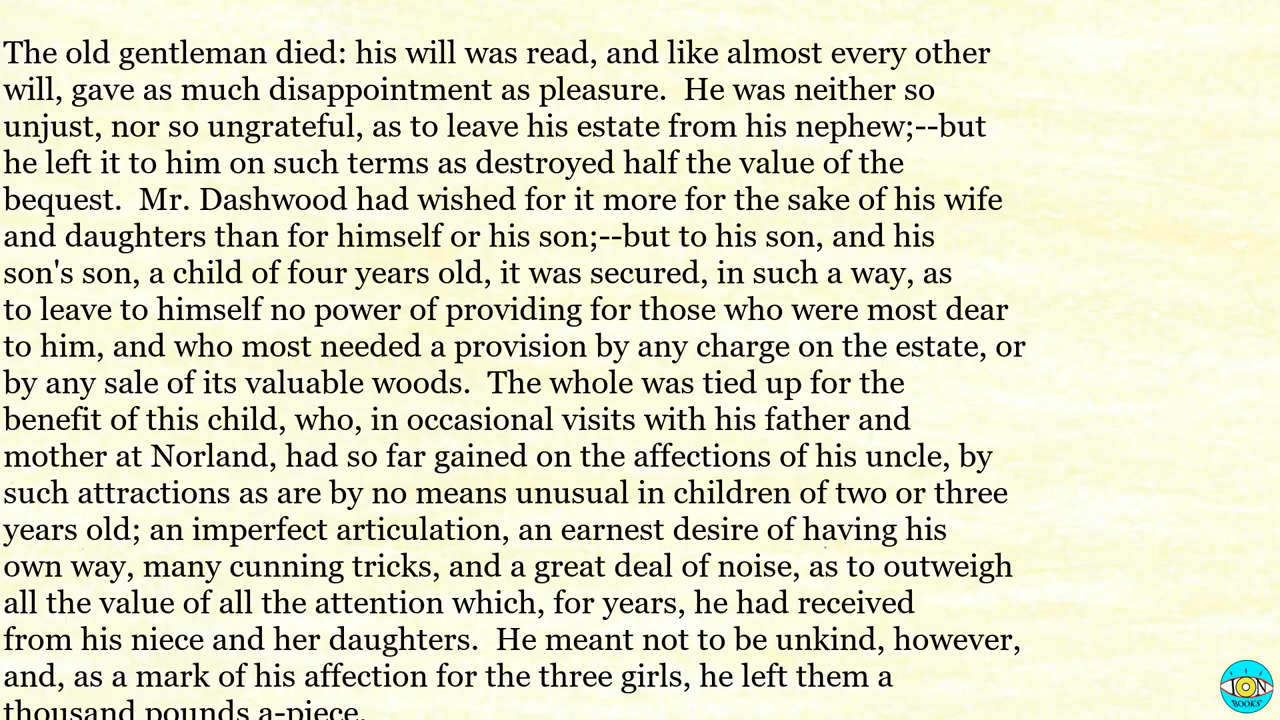 The old gentleman died: his will was read, and like almost every other
will, gave as much disappointment as pleasure.  He was neither so
unjust, nor so ungrateful, as to leave his estate from his nephew;--but
he left it to him on such terms as destroyed half the value of the
bequest.  Mr. Dashwood had wished for it more for the sake of his wife
and daughters than for himself or his son;--but to his son, and his
son's son, a child of four years old, it was secured, in such a way, as
to leave to himself no power of providing for those who were most dear
to him, and who most needed a provision by any charge on the estate, or
by any sale of its valuable woods.  The whole was tied up for the
benefit of this child, who, in occasional visits with his father and
mother at Norland, had so far gained on the affections of his uncle, by
such attractions as are by no means unusual in children of two or three
years old; an imperfect articulation, an earnest desire of having his
own way, many cunning tricks, and a great deal of noise, as to outweigh
all the value of all the attention which, for years, he had received
from his niece and her daughters.  He meant not to be unkind, however,
and, as a mark of his affection for the three girls, he left them a
thousand pounds a-piece.
ION
BOOKS